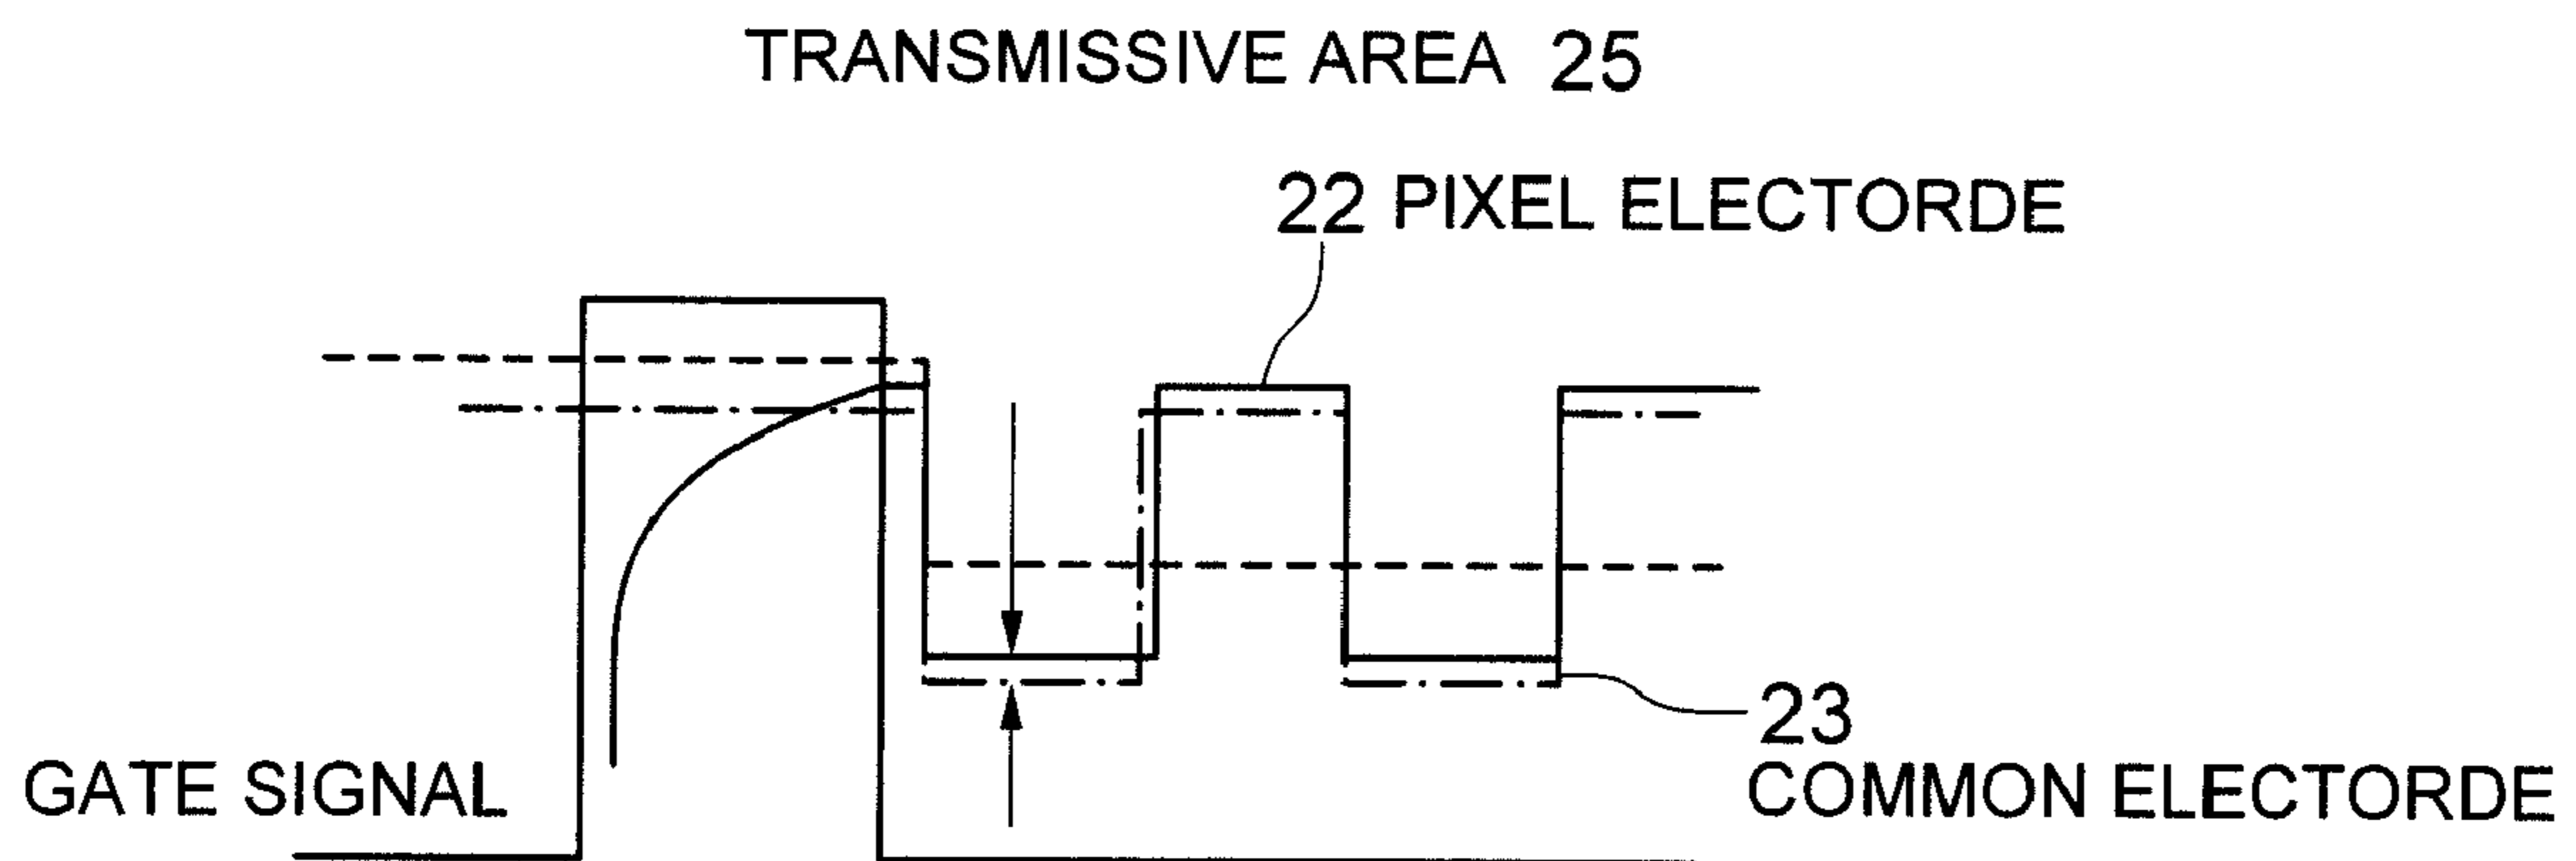 TRANSMISSIVE AREA 25
22 PIXEL ELECTORDE
23
GATE SIGNAL
COMMON ELECTORDE